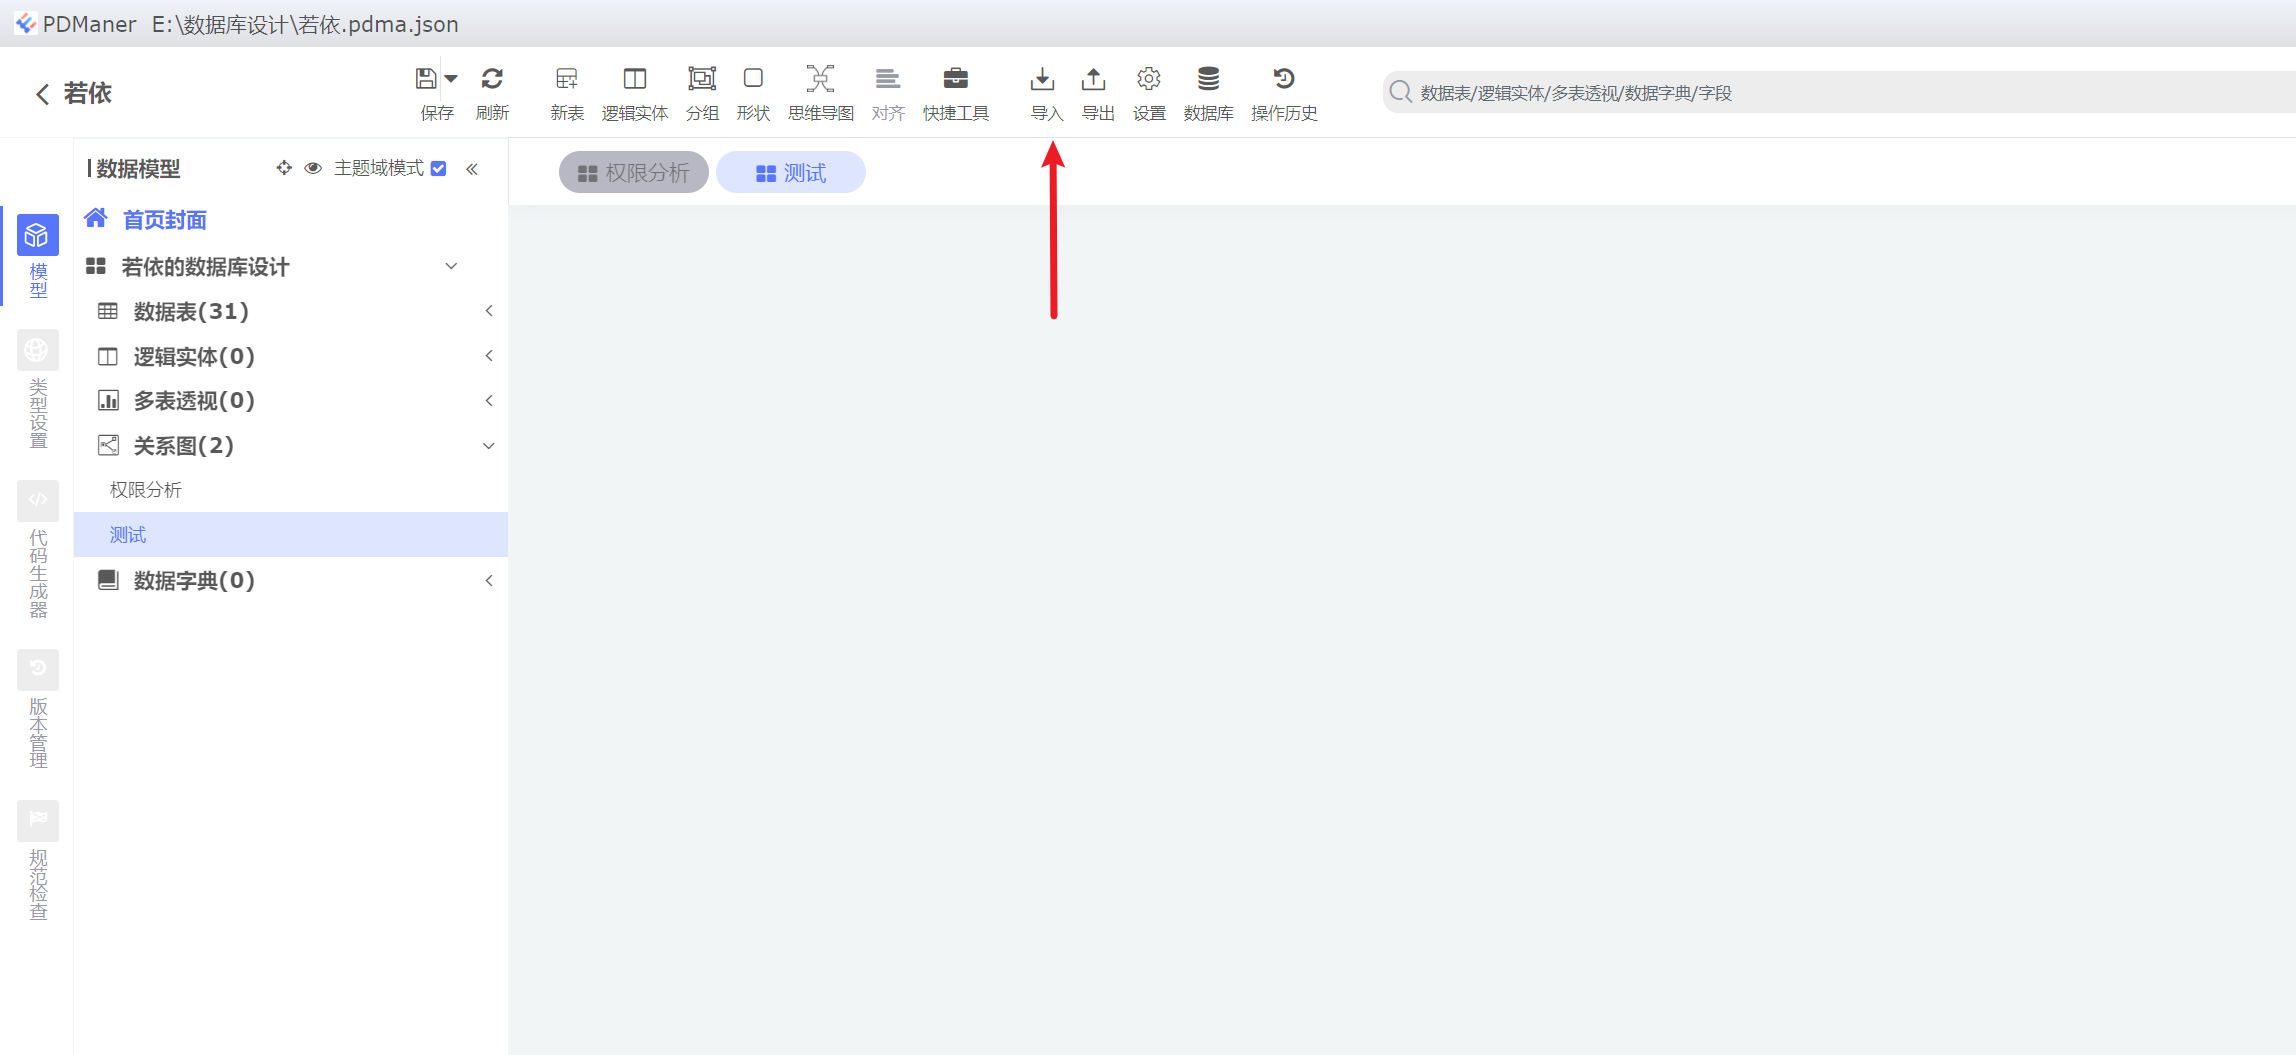 PDManer E:\数据库设计\若依.pdma.json
若依
保存 刷新 新表 逻辑实体 分组 形状 思维导图 对齐 快捷工具 导入 导出 设置 数据库 操作历史
数据表/逻辑实体/多表透视/数据字典/字段
模型
类型设置
代码生成器
版本管理
规范检查
数据模型 主题域模式
首页封面
若依的数据库设计
数据表(31)
逻辑实体(0)
多表透视(0)
关系图(2)
权限分析
测试
数据字典(0)
权限分析 测试